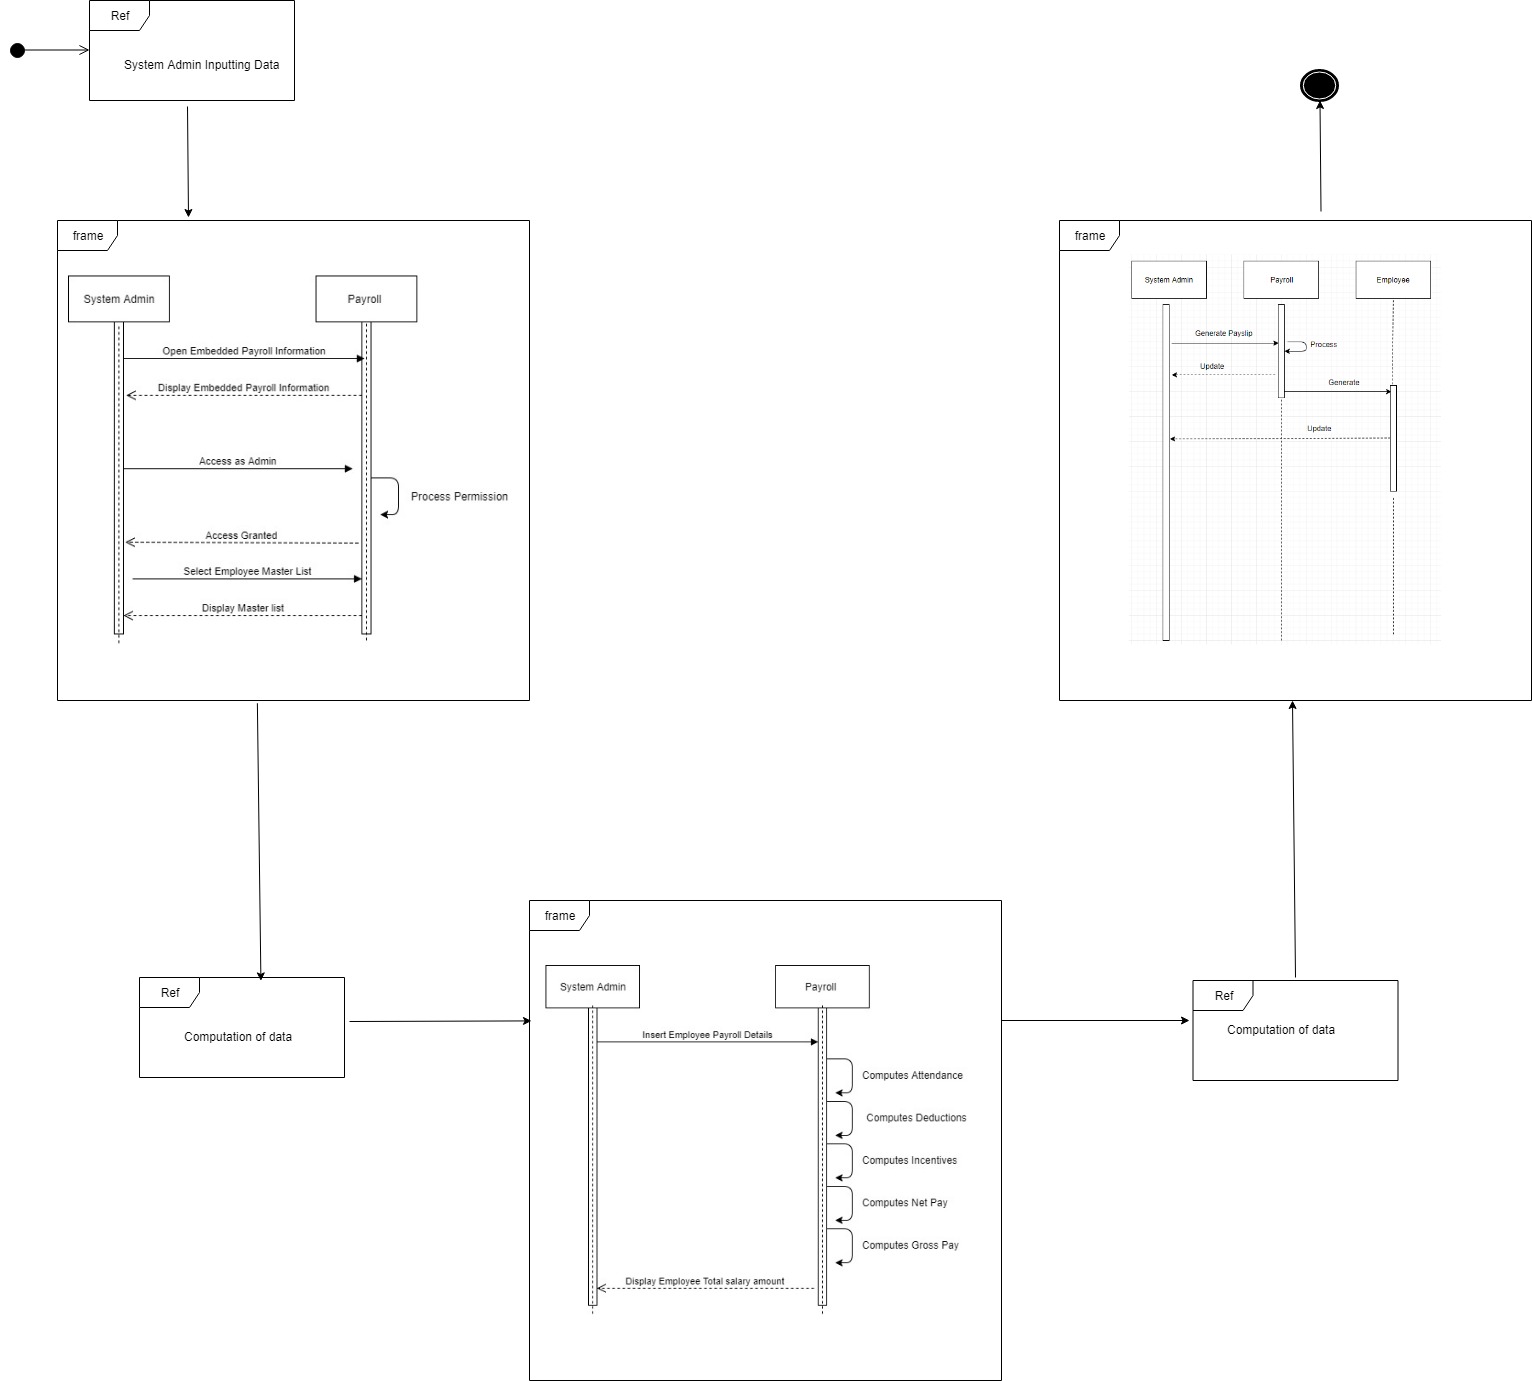 Ref
System Admin Inputting Data
frame
System Admin
Payroll
Open Embedded Payroll Information
Display Embedded Payroll Information
Access as Admin
Process Permission
Access Granted
Select Employee Master List
Display Master list
Ref
Computation of data
frame
System Admin
Payroll
Insert Employee Payroll Details
Computes Attendance
Computes Deductions
Computes Incentives
Computes Net Pay
Computes Gross Pay
Display Employee Total salary amount
Ref
Computation of data
frame
System Admin
Payroll
Employee
Generate Payslip
Process
Update
Generate
Update